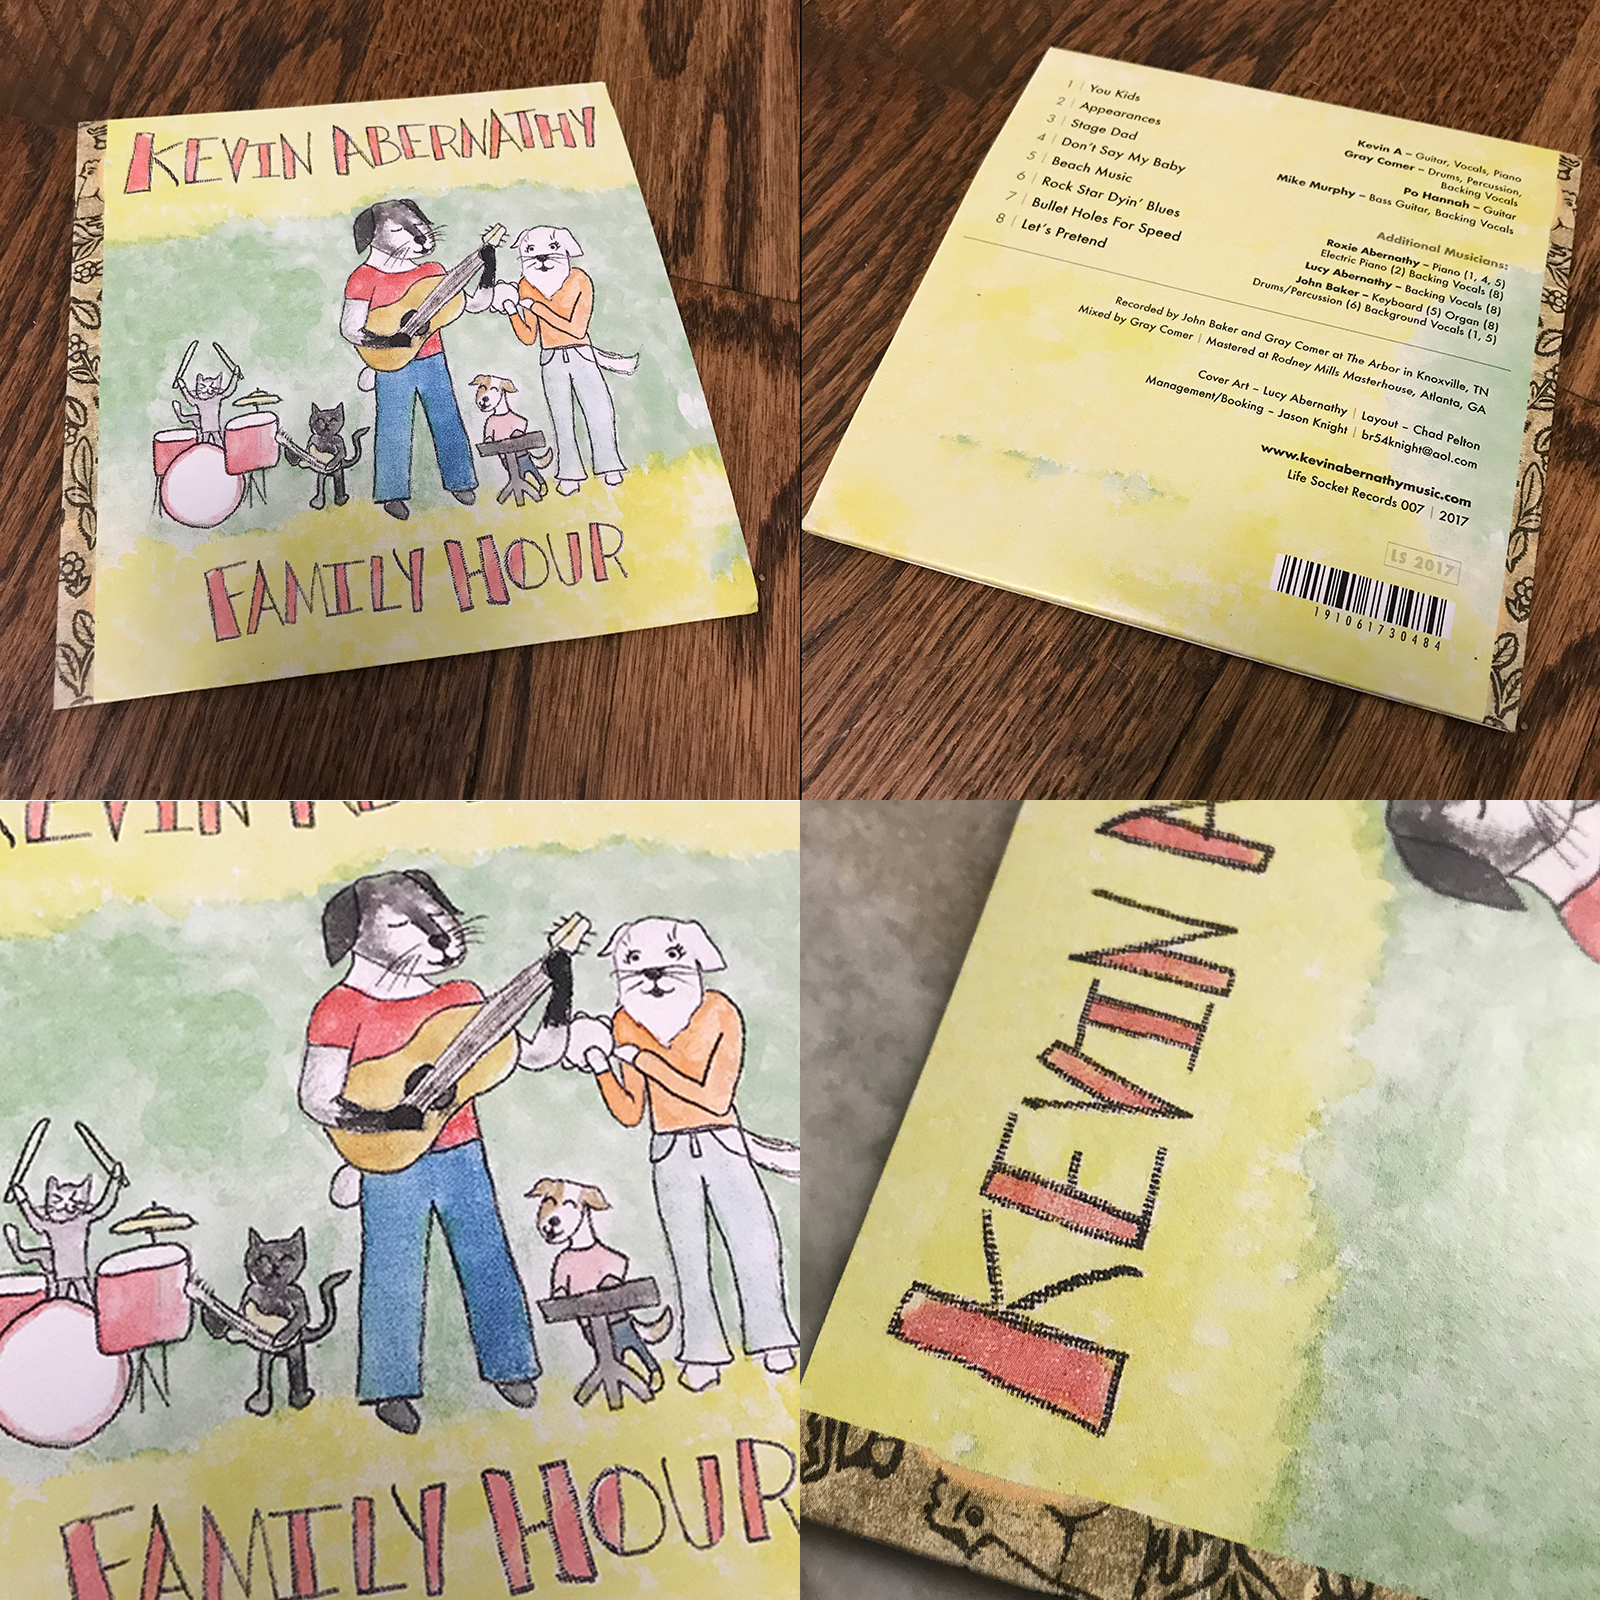 KEVIN ABERNATHY
FAMILY HOUR
1 | You Kids
2 | Appearances
3 | Stage Dad
4 | Don't Say My Baby
5 | Beach Music
6 | Rock Star Dyin' Blues
7 | Bullet Holes For Speed
8 | Let's Pretend
Kevin A – Guitar, Vocals, Piano
Gray Comer – Drums, Percussion,
Backing Vocals
Po Hannah – Guitar
Mike Murphy – Bass Guitar, Backing Vocals
Additional Musicians:
Roxie Abernathy – Piano (1, 4, 5)
Electric Piano (2) Backing Vocals (8)
Lucy Abernathy – Backing Vocals (8)
John Baker – Keyboard (5) Organ (8)
Drums/Percussion (6) Background Vocals (1, 5)
Recorded by John Baker and Gray Comer at The Arbor in Knoxville, TN
Mixed by Gray Comer | Mastered at Rodney Mills Masterhouse, Atlanta, GA
Cover Art – Lucy Abernathy | Layout – Chad Pelton
Management/Booking – Jason Knight | br54knight@aol.com
www.kevinabernathymusic.com
Life Socket Records 007 | 2017
LS 2017
191061730484
KEVIN
FAMILY HOUR
KEVIN A